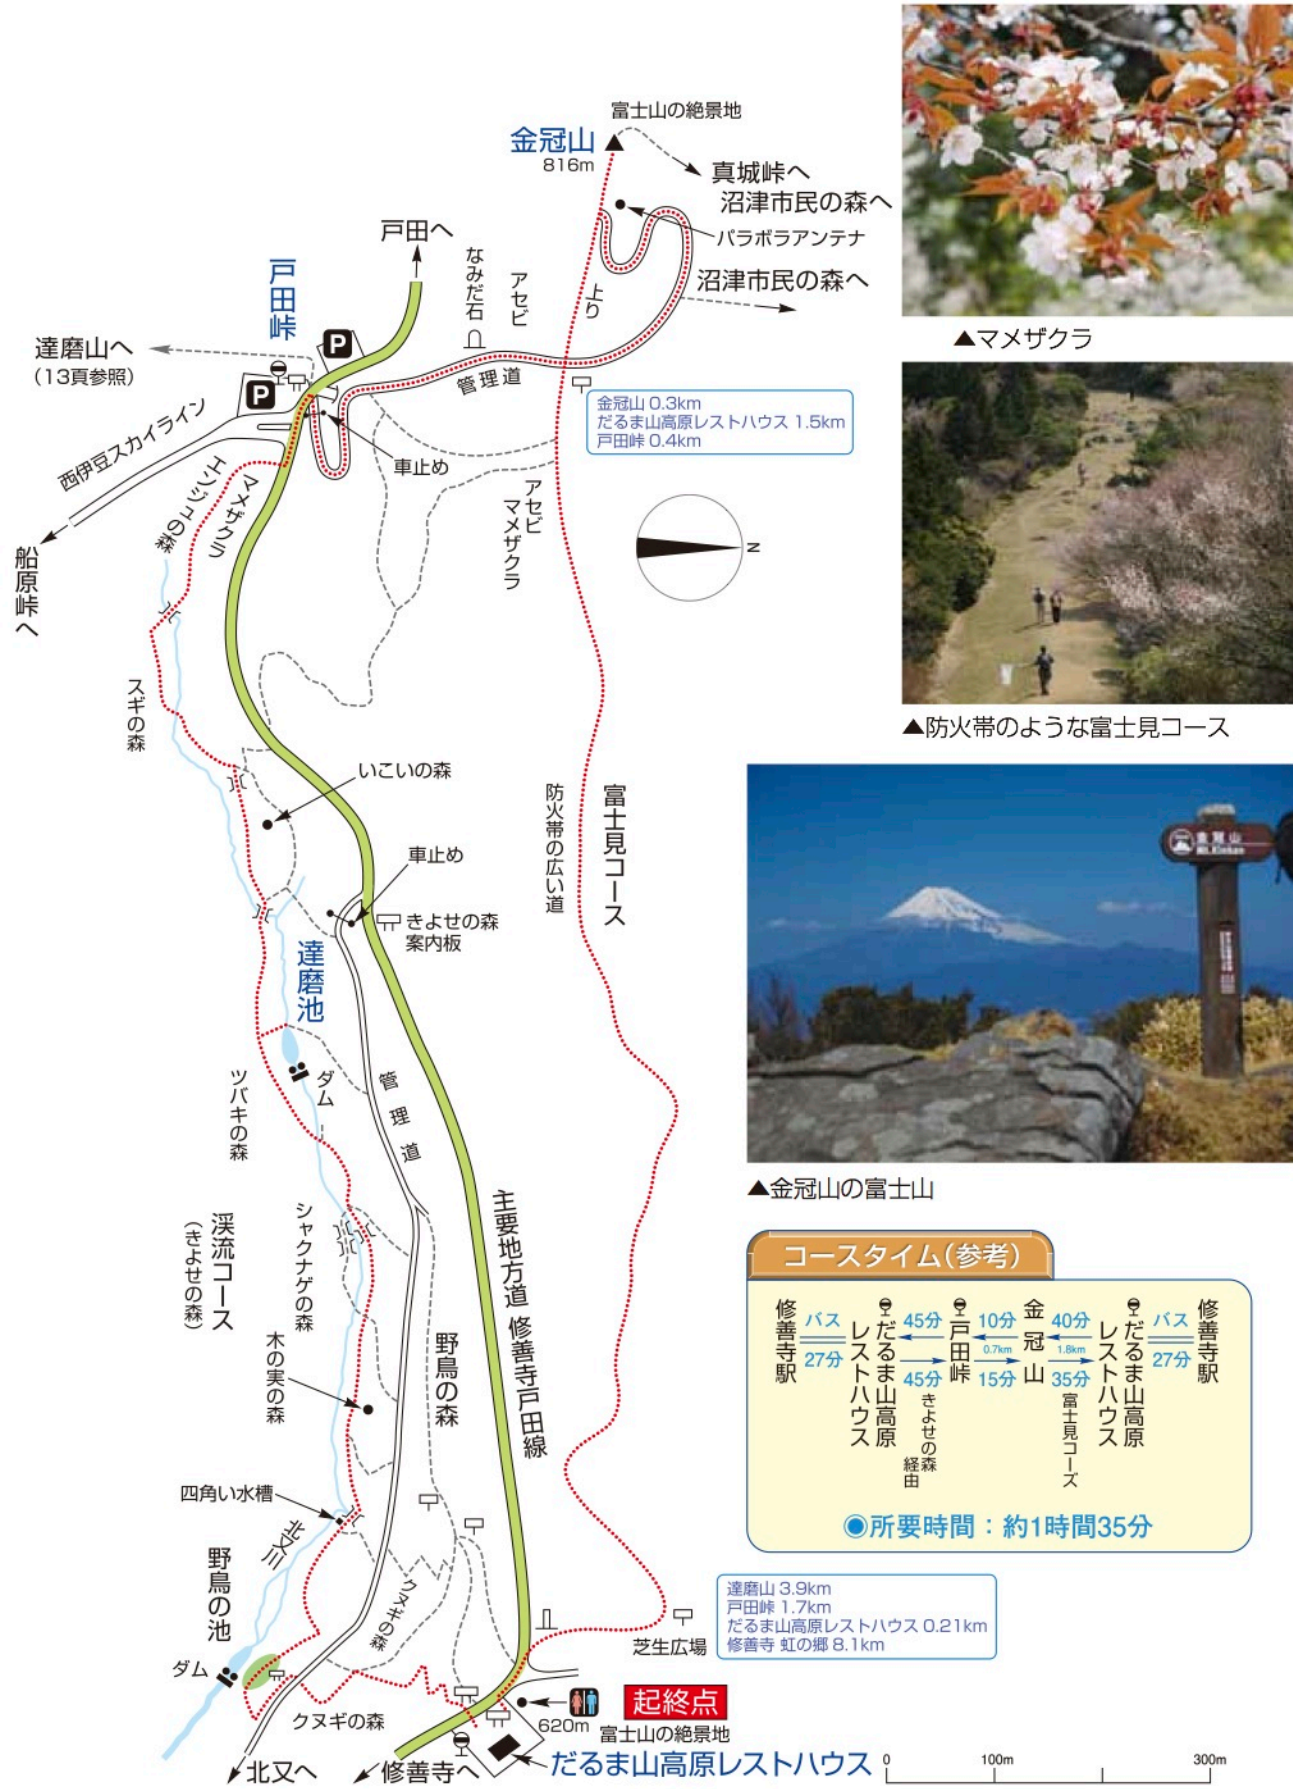 富士山の絶景地
金冠山
816m
真城峠へ
沼津市民の森へ
パラボラアンテナ
沼津市民の森へ
戸田へ
戸田峠
なみだ石
アセビ
上り
達磨山へ
(13頁参照)
P
P
管理道
金冠山 0.3km
だるま山高原レストハウス 1.5km
戸田峠 0.4km
西伊豆スカイライン
車止め
船原峠へ
エンジュの森
マメザクラ
アセビ
マメザクラ
N
スギの森
いこいの森
車止め
きよせの森
案内板
防火帯の広い道
富士見コース
達磨池
ダム
管理道
ツバキの森
渓流コース
(きよせの森)
シャクナゲの森
木の実の森
野鳥の森
主要地方道 修善寺戸田線
四角い水槽
北又川
野鳥の池
ダム
クヌギの森
クヌギの森
北又へ
修善寺へ
芝生広場
達磨山 3.9km
戸田峠 1.7km
だるま山高原レストハウス 0.21km
修善寺 虹の郷 8.1km
起終点
620m
富士山の絶景地
だるま山高原レストハウス
0 100m 300m
▲マメザクラ
▲防火帯のような富士見コース
金冠山
Mt. Kinkan
▲金冠山の富士山
コースタイム(参考)
修善寺駅
バス
27分
だるま山高原
レストハウス
45分
45分
きよせの森
経由
戸田峠
10分
0.7km
15分
金冠山
40分
1.8km
35分
富士見コーズ
だるま山高原
レストハウス
バス
27分
修善寺駅
◉所要時間：約1時間35分